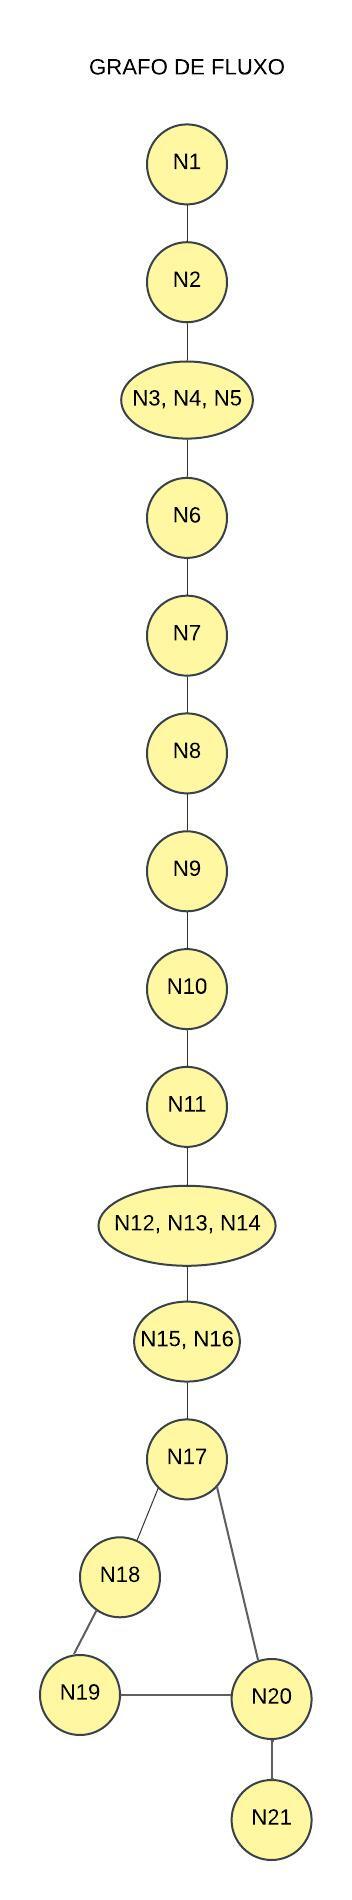 GRAFO DE FLUXO
N1
N2
N3, N4, N5
N6
N7
N8
N9
N10
N11
N12, N13, N14
N15, N16
N17
N18
N19
N20
N21